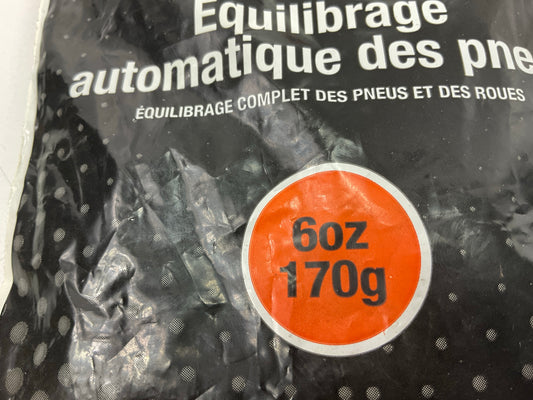 Équilibrage
automatique des pne
ÉQUILIBRAGE COMPLET DES PNEUS ET DES ROUES
6oz
170g